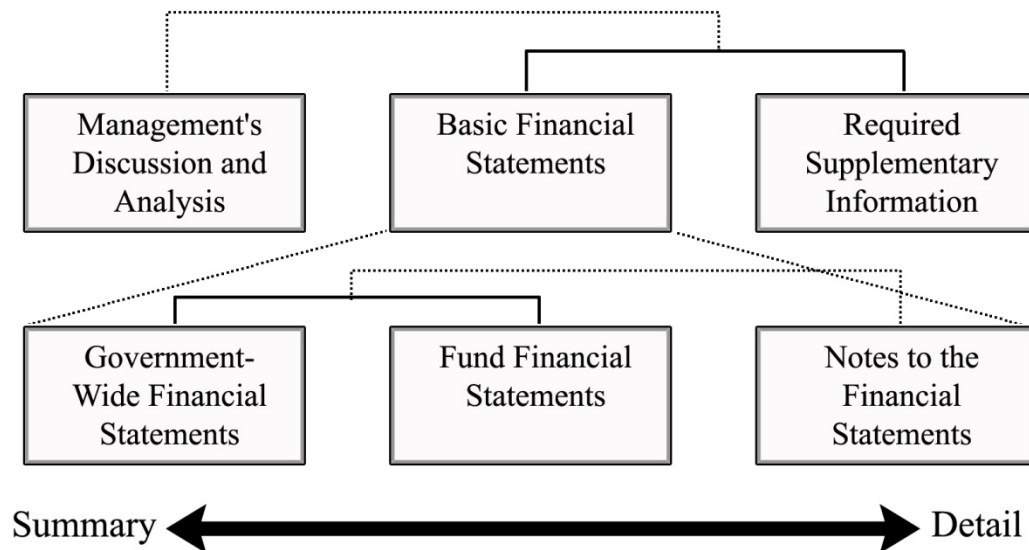 Management's
Discussion and
Analysis
Basic Financial
Statements
Required
Supplementary
Information
Government-
Wide Financial
Statements
Fund Financial
Statements
Notes to the
Financial
Statements
Summary
Detail